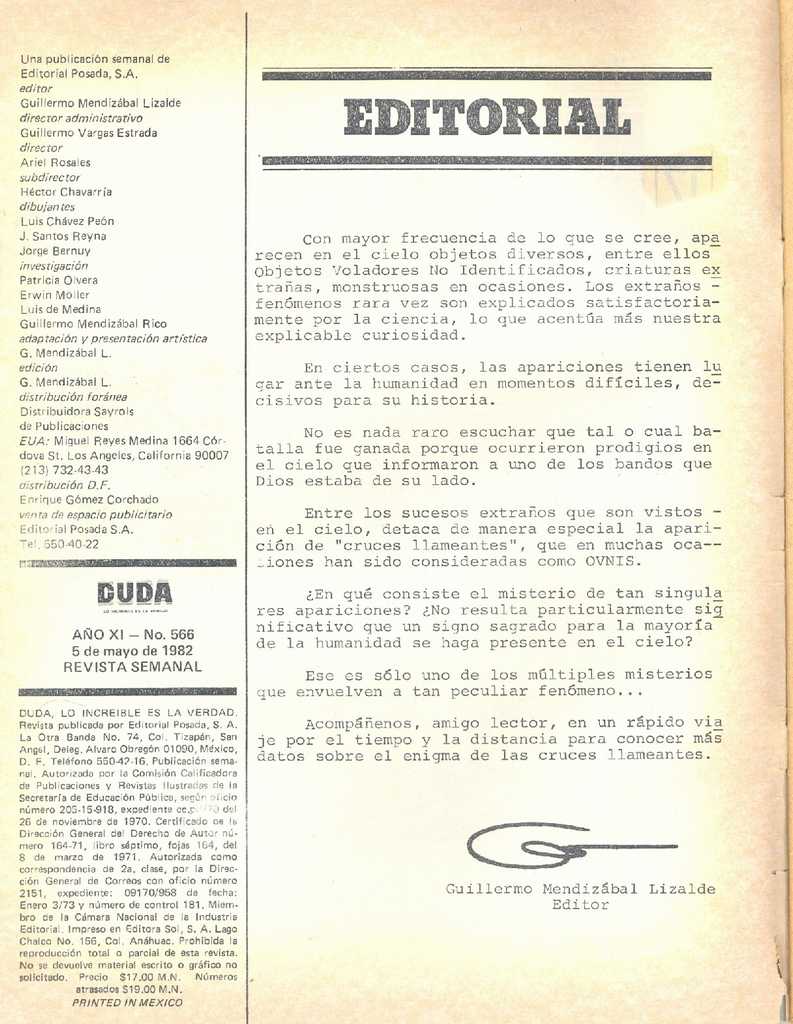 Una publicación semanal de
Editorial Posada, S.A.
editor
Guillermo Mendizábal Lizalde
director administrativo
Guillermo Vargas Estrada
director
Ariel Rosales
subdirector
Héctor Chavarría
dibujantes
Luis Chávez Peón
J. Santos Reyna
Jorge Bernuy
investigación
Patricia Olvera
Erwin Möller
Luis de Medina
Guillermo Mendizábal Rico
adaptación y presentación artística
G. Mendizábal L.
edición
G. Mendizábal L.
distribución foránea
Distribuidora Sayrols
de Publicaciones
EUA: Miguel Reyes Medina 1664 Cór-
dova St. Los Angeles, California 90007
(213) 732-43-43
distribución D.F.
Enrique Gómez Corchado
venta de espacio publicitario
Editorial Posada S.A.
Tel. 550-40-22
DUDA
LO INCREIBLE ES LA VERDAD
AÑO XI — No. 566
5 de mayo de 1982
REVISTA SEMANAL
DUDA, LO INCREIBLE ES LA VERDAD.
Revista publicada por Editorial Posada, S. A.
La Otra Banda No. 74, Col. Tizapán, San
Angel, Deleg. Alvaro Obregón 01090, México,
D. F. Teléfono 550-42-16. Publicación sema-
nal. Autorizada por la Comisión Calificadora
de Publicaciones y Revistas Ilustradas de la
Secretaría de Educación Pública, según oficio
número 205-15-918, expediente del
26 de noviembre de 1970. Certificado de la
Dirección General del Derecho de Autor nú-
mero 164-71, libro séptimo, fojas 164, del
8 de marzo de 1971. Autorizada como
correspondencia de 2a. clase, por la Direc-
ción General de Correos con oficio número
2151, expediente: 09170/958 de fecha:
Enero 3/73 y número de control 181. Miem-
bro de la Cámara Nacional de la Industria
Editorial. Impreso en Editora Sol, S. A. Lago
Chalco No. 156, Col. Anáhuac. Prohibida la
reproducción total o parcial de esta revista.
No se devuelve material escrito o gráfico no
solicitado. Precio $17.00 M.N. Números
atrasados $19.00 M.N.
PRINTED IN MEXICO
EDITORIAL
Con mayor frecuencia de lo que se cree, apa
recen en el cielo objetos diversos, entre ellos
Objetos Voladores No Identificados, criaturas ex
trañas, monstruosas en ocasiones. Los extraños -
fenómenos rara vez son explicados satisfactoria-
mente por la ciencia, lo que acentúa más nuestra
explicable curiosidad.
En ciertos casos, las apariciones tienen lu
gar ante la humanidad en momentos difíciles, de-
cisivos para su historia.
No es nada raro escuchar que tal o cual ba-
talla fue ganada porque ocurrieron prodigios en
el cielo que informaron a uno de los bandos que
Dios estaba de su lado.
Entre los sucesos extraños que son vistos -
en el cielo, detaca de manera especial la apari-
ción de "cruces llameantes", que en muchas oca--
siones han sido consideradas como OVNIS.
¿En qué consiste el misterio de tan singula
res apariciones? ¿No resulta particularmente sig
nificativo que un signo sagrado para la mayoría
de la humanidad se haga presente en el cielo?
Ese es sólo uno de los múltiples misterios
que envuelven a tan peculiar fenómeno...
Acompáñenos, amigo lector, en un rápido via
je por el tiempo y la distancia para conocer más
datos sobre el enigma de las cruces llameantes.
Guillermo Mendizábal Lizalde
Editor